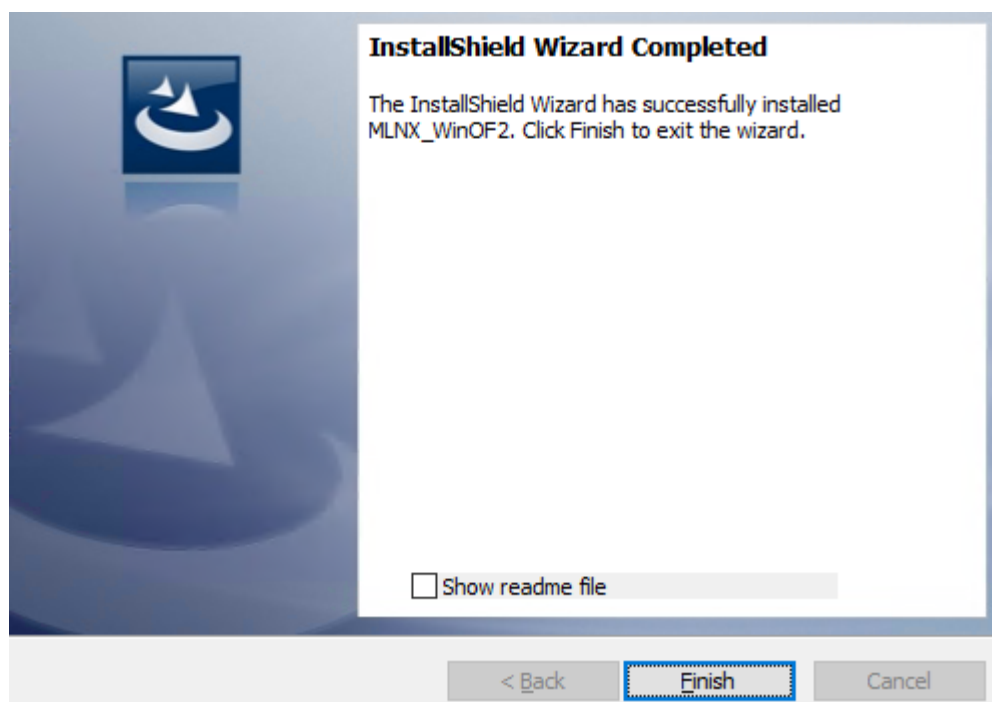 InstallShield Wizard Completed
The InstallShield Wizard has successfully installed
MLNX_WinOF2. Click Finish to exit the wizard.
Show readme file
< Back
Finish
Cancel